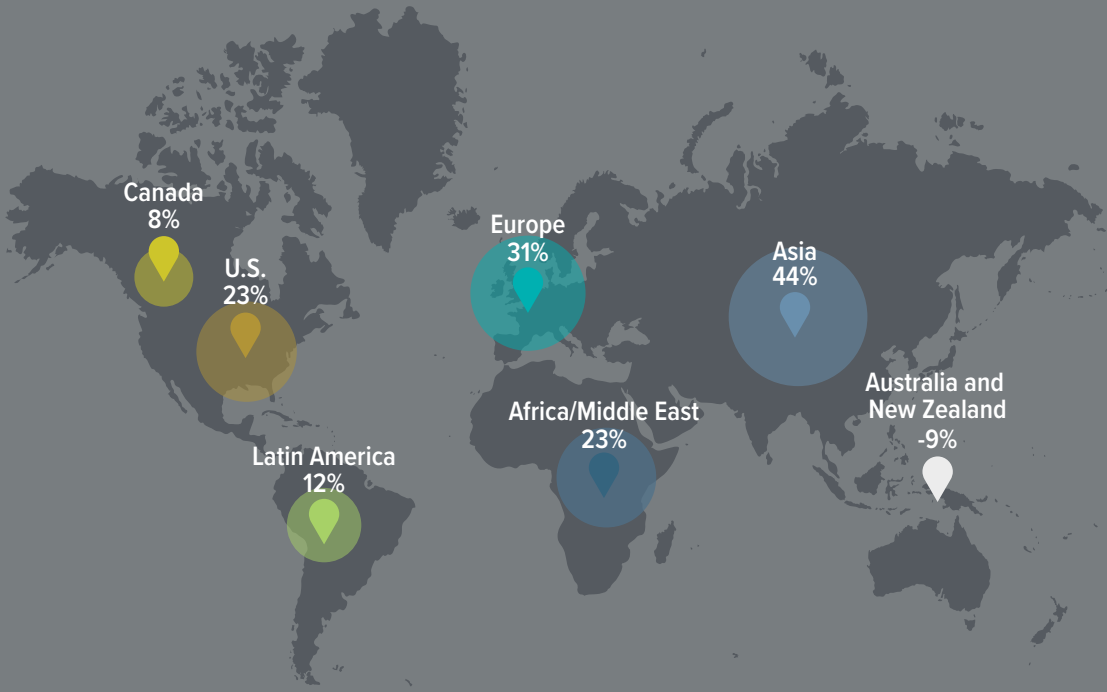 Canada
8%
U.S.
23%
Europe
31%
Asia
44%
Australia and
New Zealand
-9%
Africa/Middle East
23%
Latin America
12%